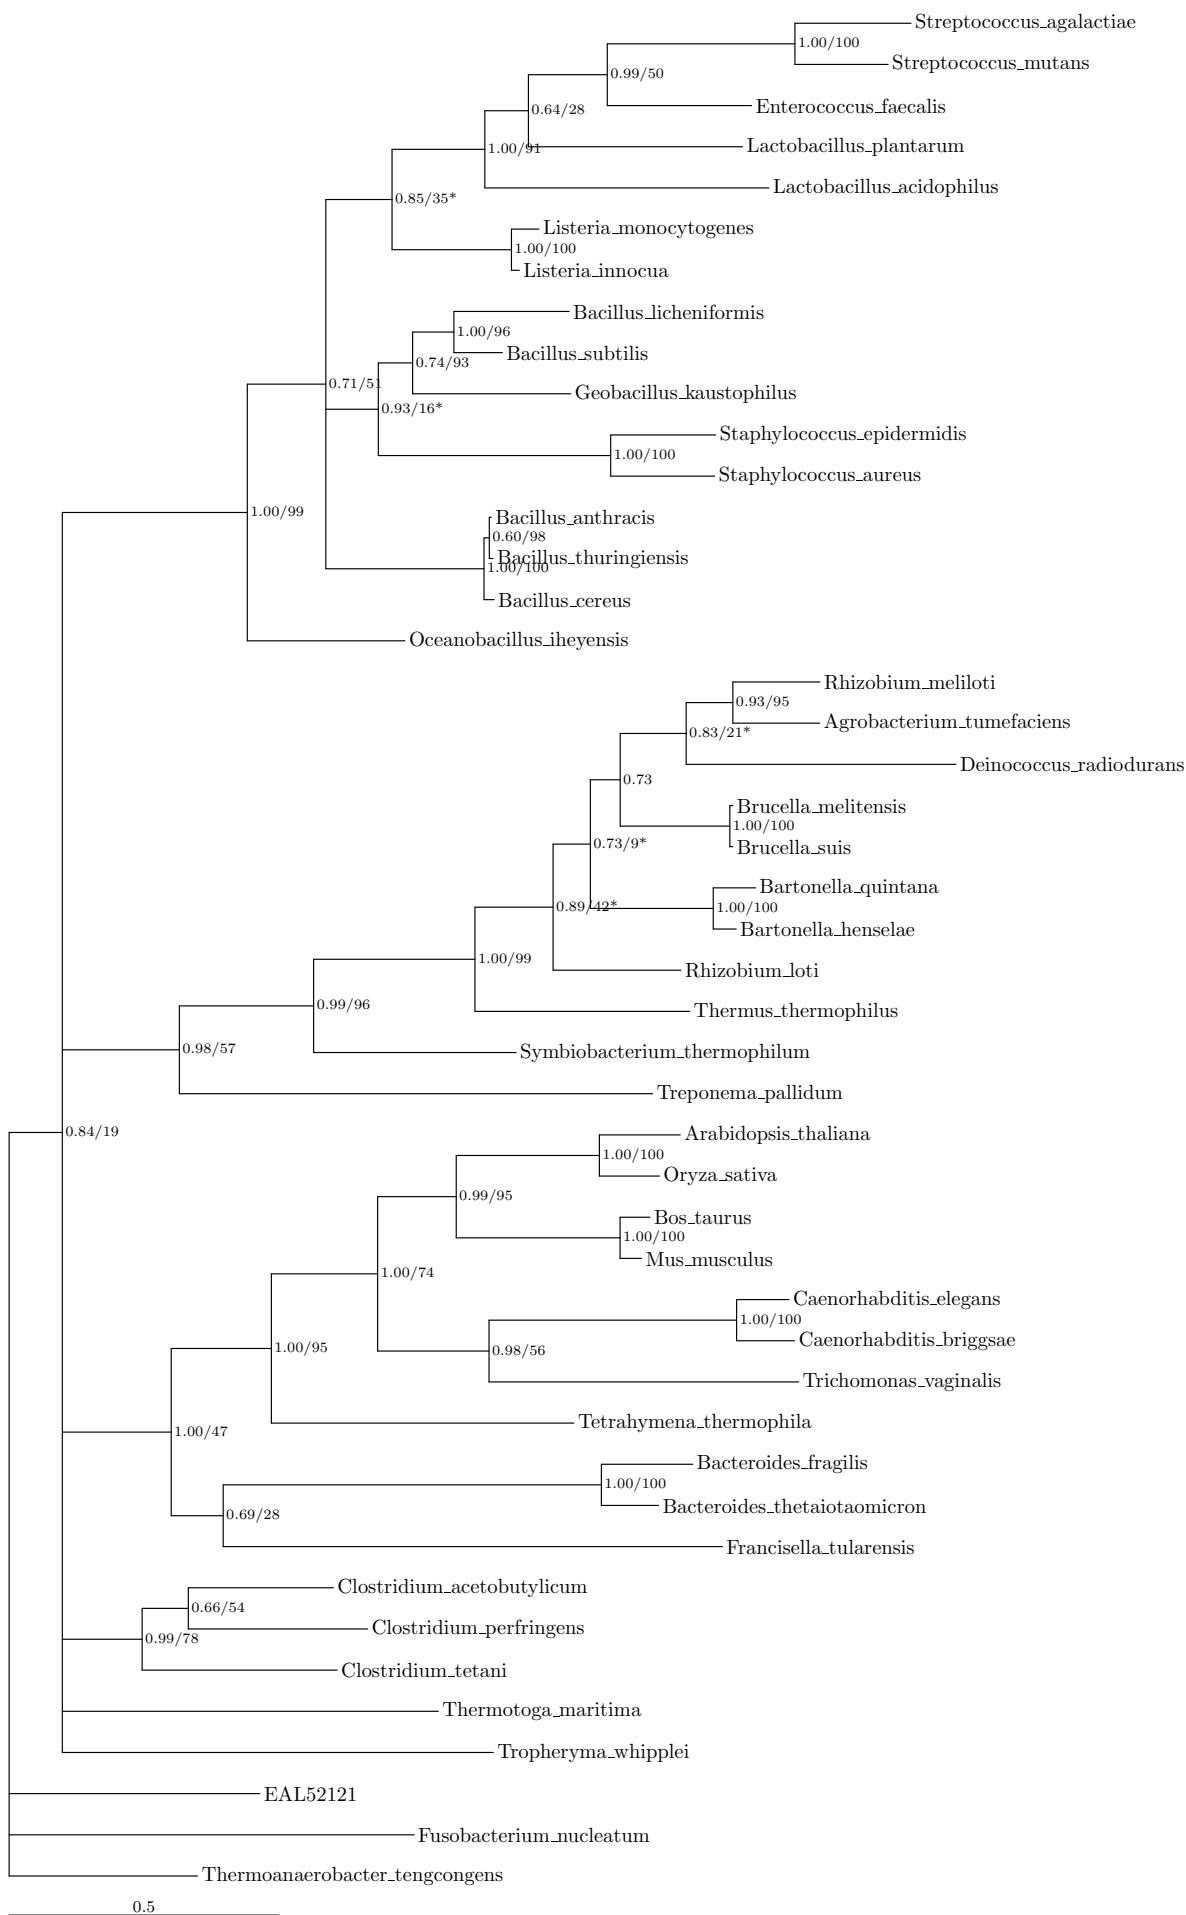 Streptococcus_agalactiae
1.00/100
Streptococcus_mutans
0.99/50
Enterococcus_faecalis
0.64/28
Lactobacillus_plantarum
1.00/91
Lactobacillus_acidophilus
0.85/35*
Listeria_monocytogenes
1.00/100
Listeria_innocua
Bacillus_licheniformis
1.00/96
Bacillus_subtilis
0.74/93
0.71/51
Geobacillus_kaustophilus
0.93/16*
Staphylococcus_epidermidis
1.00/100
Staphylococcus_aureus
1.00/99
Bacillus_anthracis
0.60/98
Bacillus_thuringiensis
1.00/100
Bacillus_cereus
Oceanobacillus_iheyensis
Rhizobium_meliloti
0.93/95
Agrobacterium_tumefaciens
0.83/21*
Deinococcus_radiodurans
0.73
Brucella_melitensis
1.00/100
Brucella_suis
0.73/9*
Bartonella_quintana
1.00/100
0.89/42*
Bartonella_henselae
1.00/99
Rhizobium_loti
0.99/96
Thermus_thermophilus
0.98/57
Symbiobacterium_thermophilum
Treponema_pallidum
0.84/19
Arabidopsis_thaliana
1.00/100
Oryza_sativa
0.99/95
Bos_taurus
1.00/100
Mus_musculus
1.00/74
Caenorhabditis_elegans
1.00/100
Caenorhabditis_briggsae
1.00/95
0.98/56
Trichomonas_vaginalis
Tetrahymena_thermophila
1.00/47
Bacteroides_fragilis
1.00/100
Bacteroides_thetaiotaomicron
0.69/28
Francisella_tularensis
Clostridium_acetobutylicum
0.66/54
Clostridium_perfringens
0.99/78
Clostridium_tetani
Thermotoga_maritima
Tropheryma_whipplei
EAL52121
Fusobacterium_nucleatum
Thermoanaerobacter_tengcongens
0.5